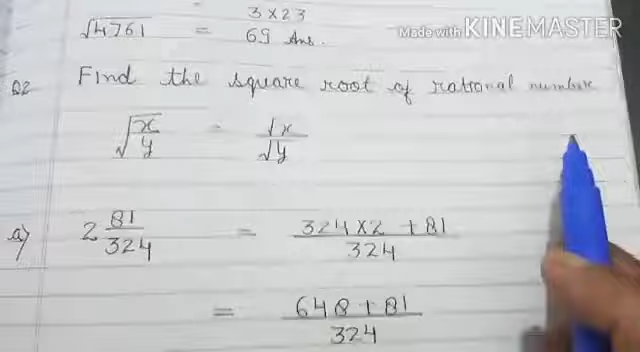 = 3 x 23
√4761 = 69 Ans.
Made with KINEMASTER
Q2 Find the square root of rational number
√x/y = √x/√y
a) 2 81/324 = 324 x 2 + 81/324
= 648 + 81/324